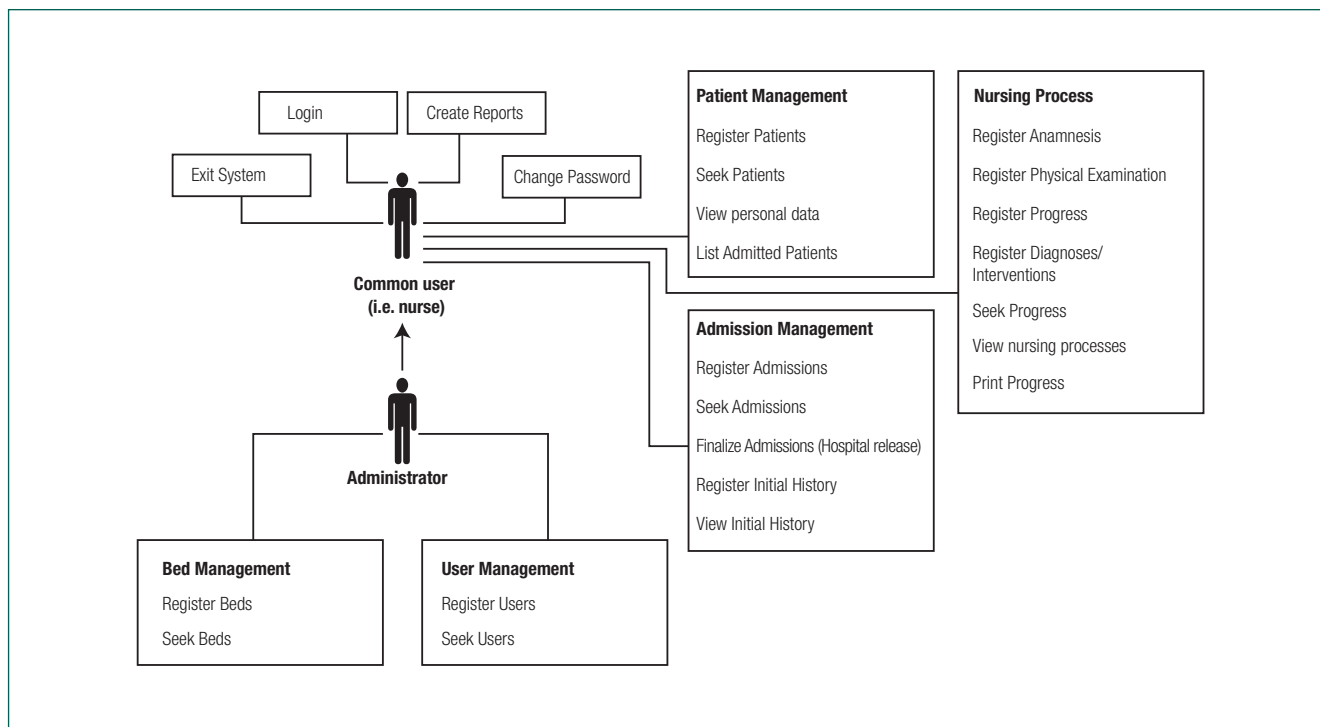 Login
Create Reports
Exit System
Change Password
Common user
(i.e. nurse)
Administrator
Patient Management
Register Patients
Seek Patients
View personal data
List Admitted Patients
Nursing Process
Register Anamnesis
Register Physical Examination
Register Progress
Register Diagnoses/
Interventions
Seek Progress
View nursing processes
Print Progress
Admission Management
Register Admissions
Seek Admissions
Finalize Admissions (Hospital release)
Register Initial History
View Initial History
Bed Management
Register Beds
Seek Beds
User Management
Register Users
Seek Users